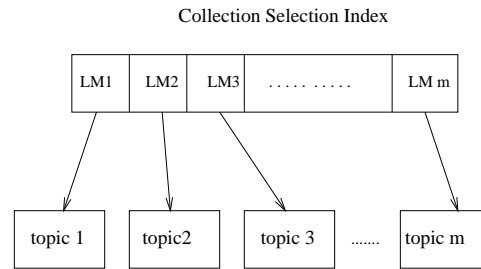 Collection Selection Index
LM1 LM2 LM3 ..... ..... LM m
topic 1 topic2 topic 3 ....... topic m